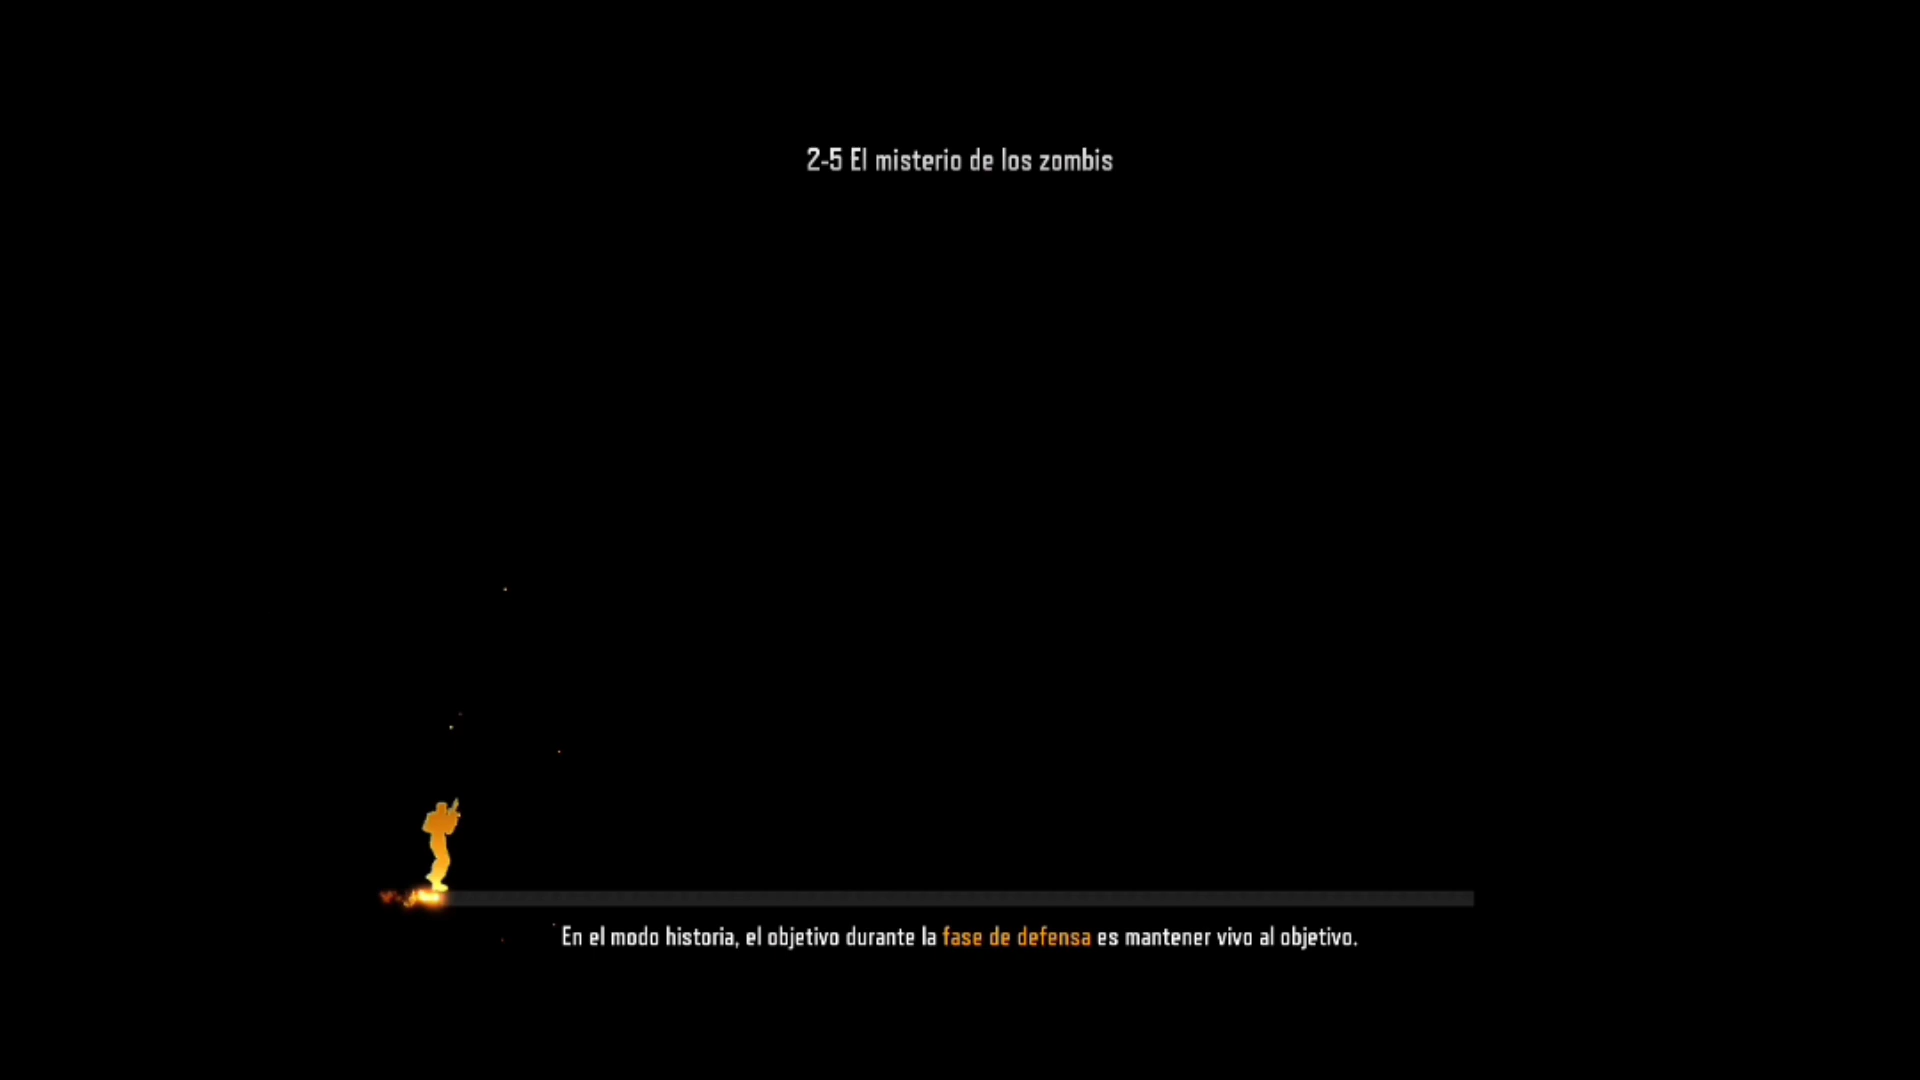 2-5 El misterio de los zombis
En el modo historia, el objetivo durante la fase de defensa es mantener vivo al objetivo.